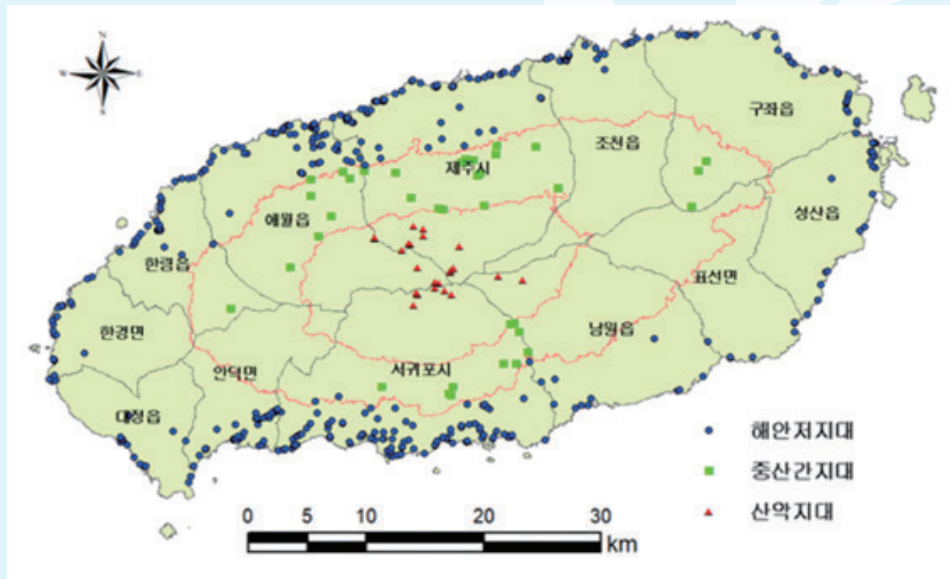 N
W
E
S
구좌읍
조천읍
제주시
성산읍
애월읍
한림읍
표선면
한경면
남원읍
서귀포시
안덕면
대정읍
해안저지대
중산간지대
산악지대
0 5 10 20 30
km